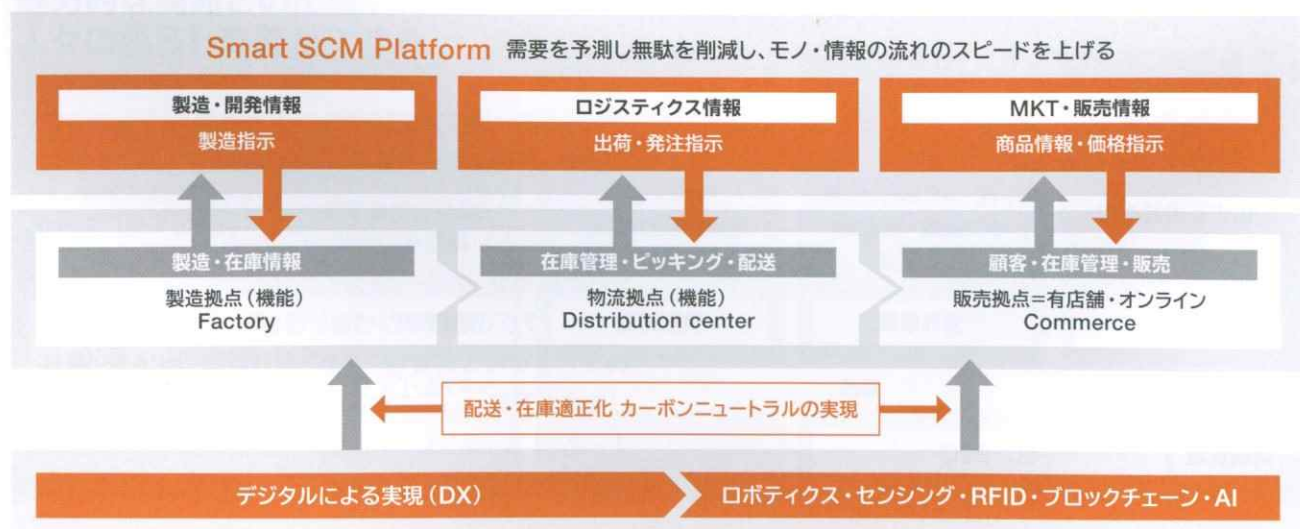 Smart SCM Platform 需要を予測し無駄を削減し、モノ・情報の流れのスピードを上げる
製造・開発情報
製造指示
ロジスティクス情報
出荷・発注指示
MKT・販売情報
商品情報・価格指示
製造・在庫情報
製造拠点(機能)
Factory
在庫管理・ピッキング・配送
物流拠点(機能)
Distribution center
顧客・在庫管理・販売
販売拠点=有店舗・オンライン
Commerce
配送・在庫適正化 カーボンニュートラルの実現
デジタルによる実現(DX)
ロボティクス・センシング・RFID・ブロックチェーン・AI